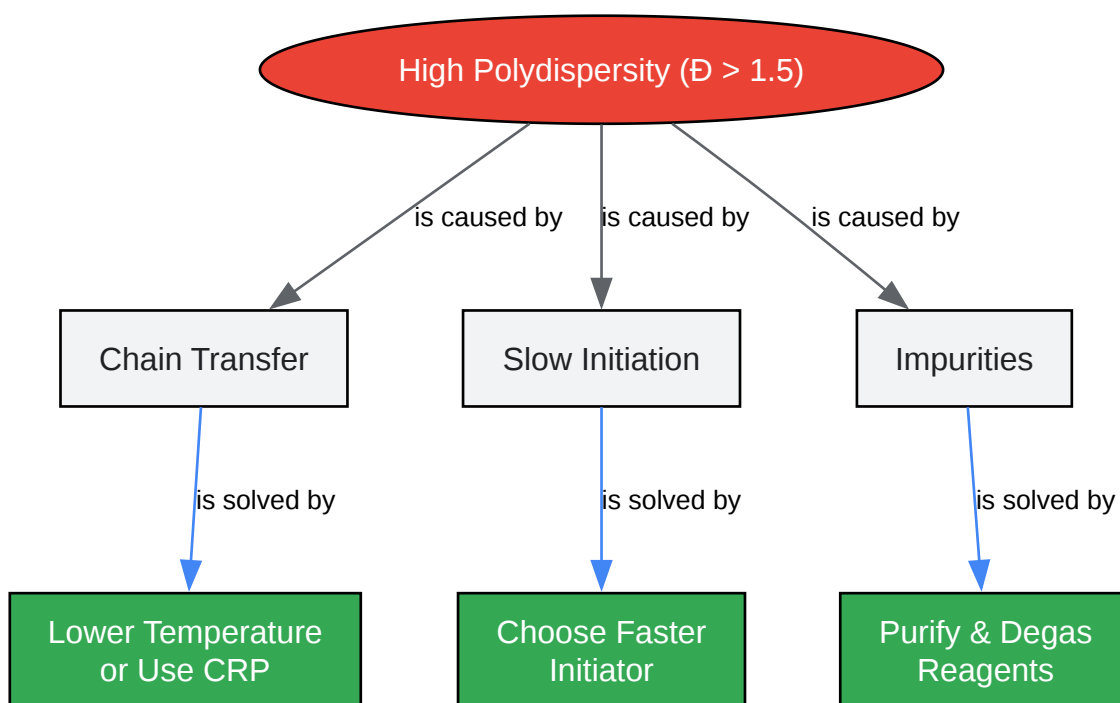 High Polydispersity (Đ > 1.5)
is caused by
is caused by
is caused by
Chain Transfer
Slow Initiation
Impurities
is solved by
is solved by
is solved by
Lower Temperature
or Use CRP
Choose Faster
Initiator
Purify & Degas
Reagents